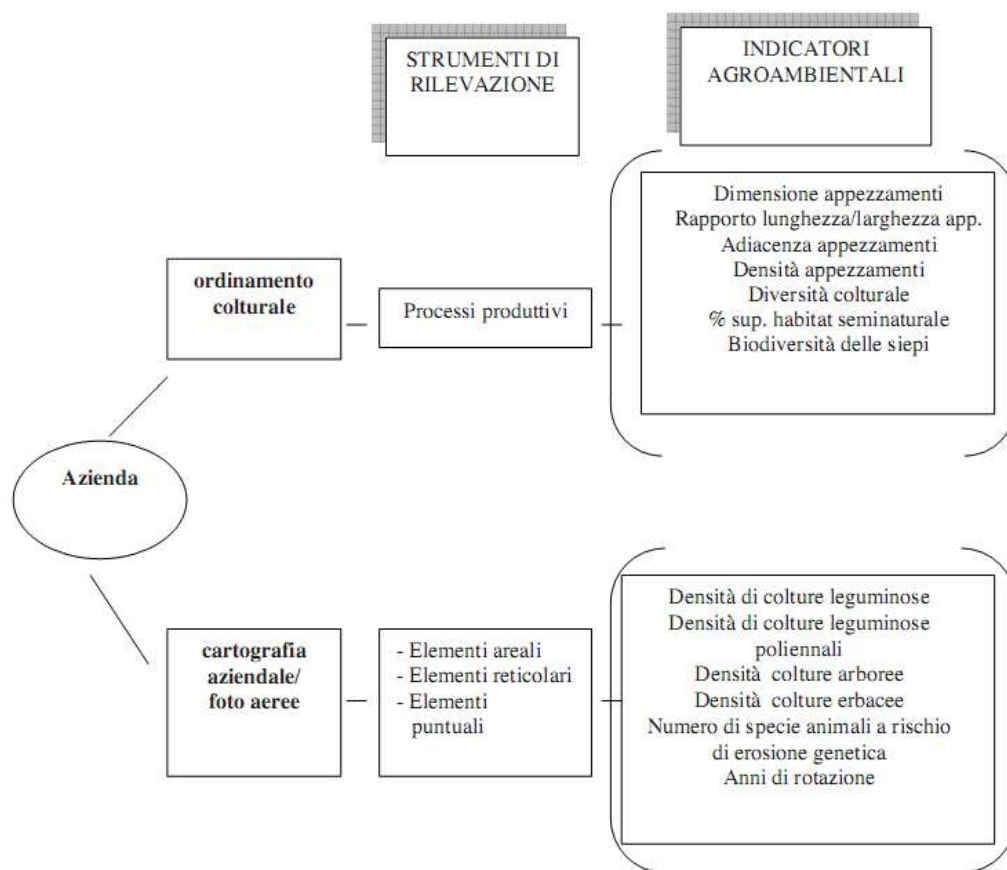 STRUMENTI DI
RILEVAZIONE
INDICATORI
AGROAMBIENTALI
Dimensione appezzamenti
Rapporto lunghezza/larghezza app.
Adiacenza appezzamenti
Densità appezzamenti
Diversità colturale
% sup. habitat seminaturale
Biodiversità delle siepi
ordinamento
colturale
Processi produttivi
Azienda
cartografia
aziendale/
foto aeree
- Elementi areali
- Elementi reticolari
- Elementi
puntuali
Densità di colture leguminose
Densità di colture leguminose
poliennali
Densità colture arboree
Densità colture erbacee
Numero di specie animali a rischio
di erosione genetica
Anni di rotazione